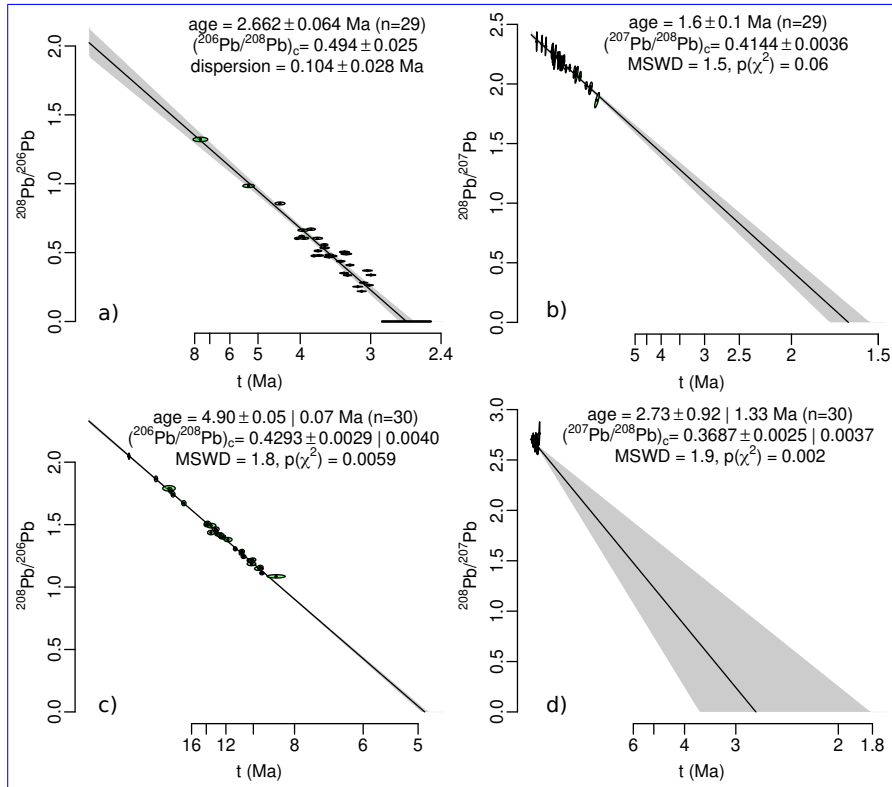 age = 2.662 ± 0.064 Ma (n=29)
(²⁰⁶Pb/²⁰⁸Pb)c = 0.494 ± 0.025
dispersion = 0.104 ± 0.028 Ma
²⁰⁸Pb/²⁰⁶Pb
2.0
1.5
1.0
0.5
0.0
a)
8 6 5 4 3 2.4
t (Ma)
age = 1.6 ± 0.1 Ma (n=29)
(²⁰⁷Pb/²⁰⁸Pb)c = 0.4144 ± 0.0036
MSWD = 1.5, p(χ²) = 0.06
²⁰⁸Pb/²⁰⁷Pb
2.5
2.0
1.5
1.0
0.5
0.0
b)
5 4 3 2.5 2 1.5
t (Ma)
age = 4.90 ± 0.05 | 0.07 Ma (n=30)
(²⁰⁶Pb/²⁰⁸Pb)c = 0.4293 ± 0.0029 | 0.0040
MSWD = 1.8, p(χ²) = 0.0059
²⁰⁸Pb/²⁰⁶Pb
2.0
1.5
1.0
0.5
0.0
c)
16 12 8 6 5
t (Ma)
age = 2.73 ± 0.92 | 1.33 Ma (n=30)
(²⁰⁷Pb/²⁰⁸Pb)c = 0.3687 ± 0.0025 | 0.0037
MSWD = 1.9, p(χ²) = 0.002
²⁰⁸Pb/²⁰⁷Pb
3.0
2.5
2.0
1.5
1.0
0.5
0.0
d)
6 4 3 2 1.8
t (Ma)